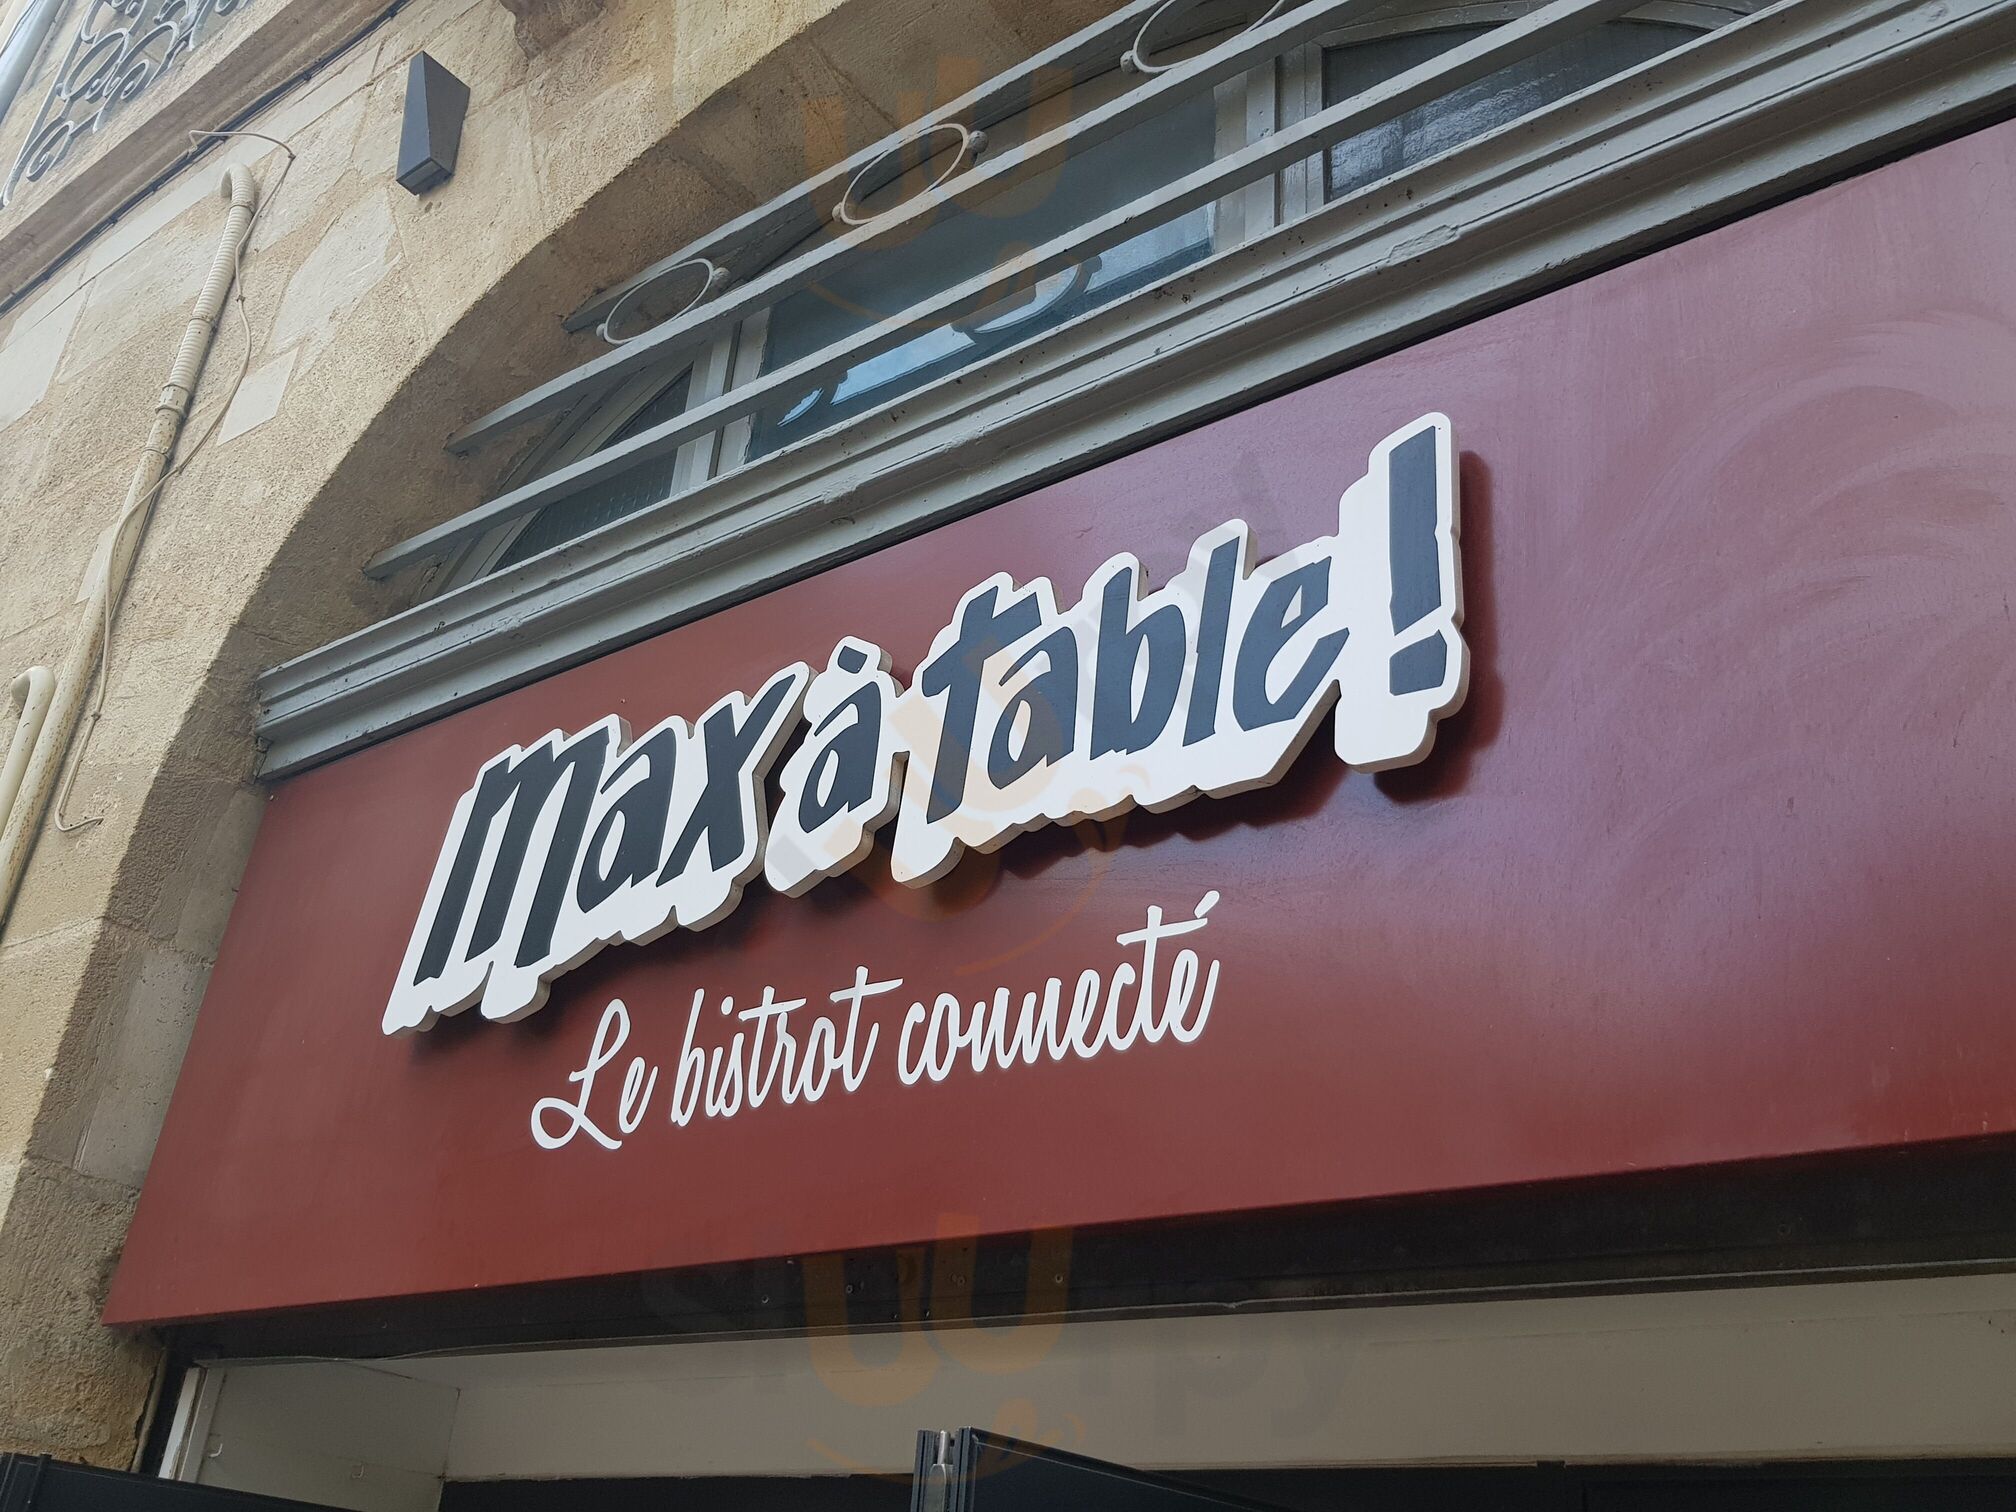 Max à table !
Le bistrot connecté